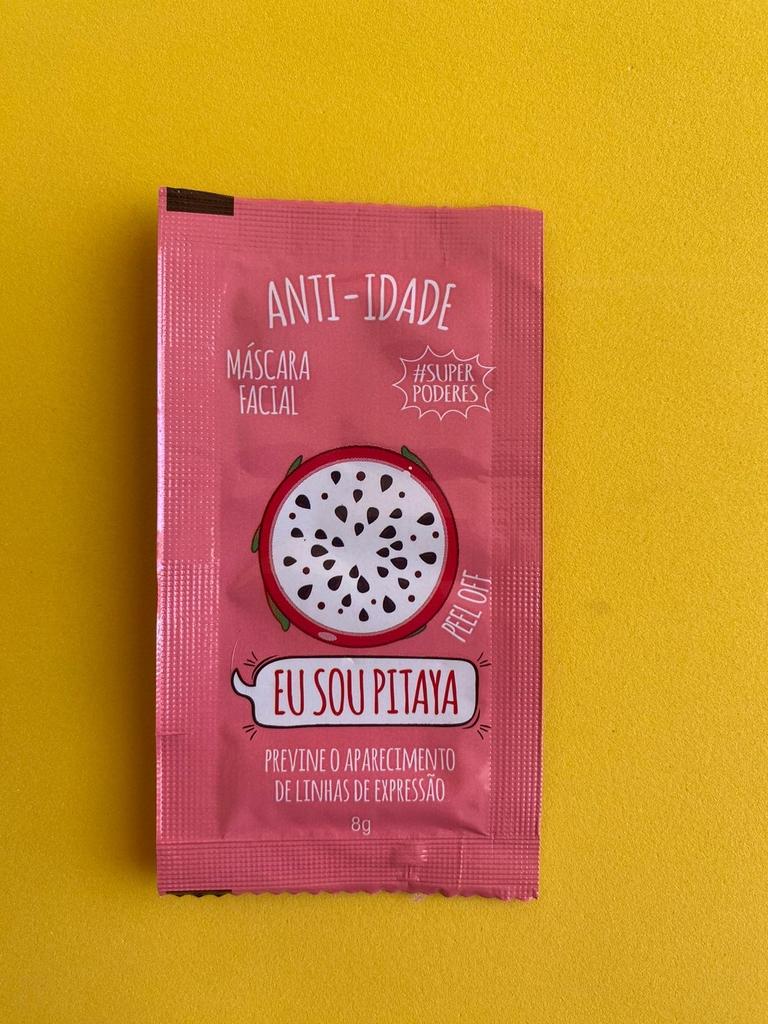 ANTI-IDADE
MÁSCARA
FACIAL
#SUPER
PODERES
PEEL OFF
EU SOU PITAYA
PREVINE O APARECIMENTO
DE LINHAS DE EXPRESSÃO
8g